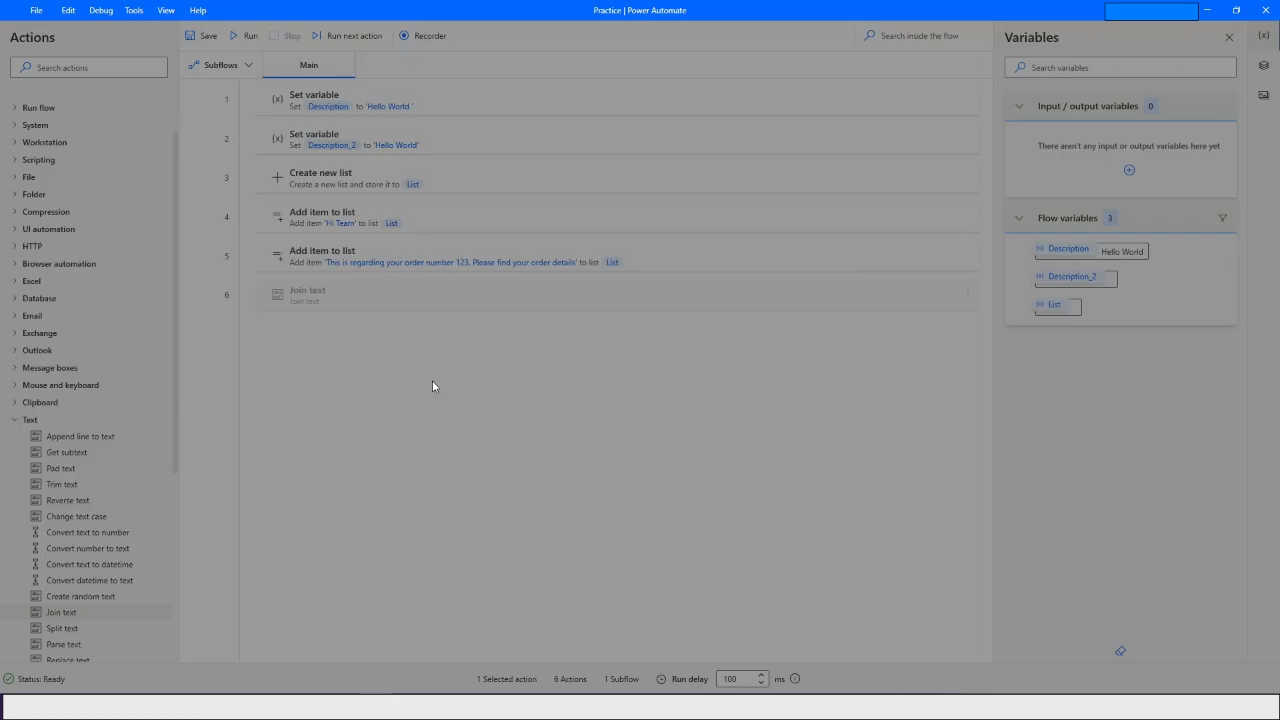 File Edit Debug Tools View Help Practice | Power Automate
Actions
Search actions
Run flow
System
Workstation
Scripting
File
Folder
Compression
UI automation
HTTP
Browser automation
Excel
Database
Email
Exchange
Outlook
Message boxes
Mouse and keyboard
Clipboard
Text
Append line to text
Get subtext
Pad text
Trim text
Reverse text
Change text case
Convert text to number
Convert number to text
Convert text to datetime
Convert datetime to text
Create random text
Join text
Split text
Parse text
Replace text
Save Run Stop Run next action Recorder Search inside the flow
Subflows Main
1 {x} Set variable
Set Description to 'Hello World '
2 {x} Set variable
Set Description_2 to 'Hello World'
3 Create new list
Create a new list and store it to List
4 Add item to list
Add item 'Hi Team' to list List
5 Add item to list
Add item 'This is regarding your order number 123. Please find your order details' to list List
6 Join text
Join text
Variables
{x}
Search variables
Input / output variables 0
There aren't any input or output variables here yet
Flow variables 3
(x) Description Hello World
(x) Description_2
(x) List
Status: Ready 1 Selected action 6 Actions 1 Subflow Run delay 100 ms